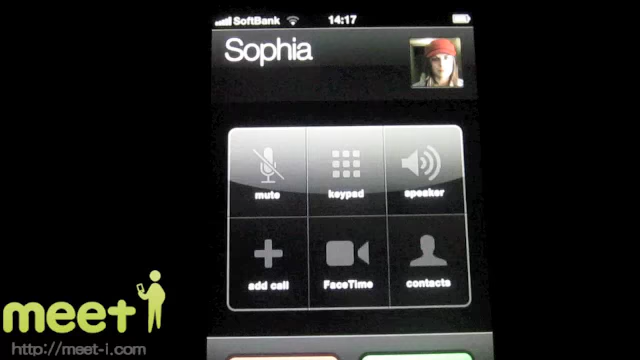 SoftBank 14:17
Sophia
mute keypad speaker
add call FaceTime contacts
meet i
http://meet-i.com